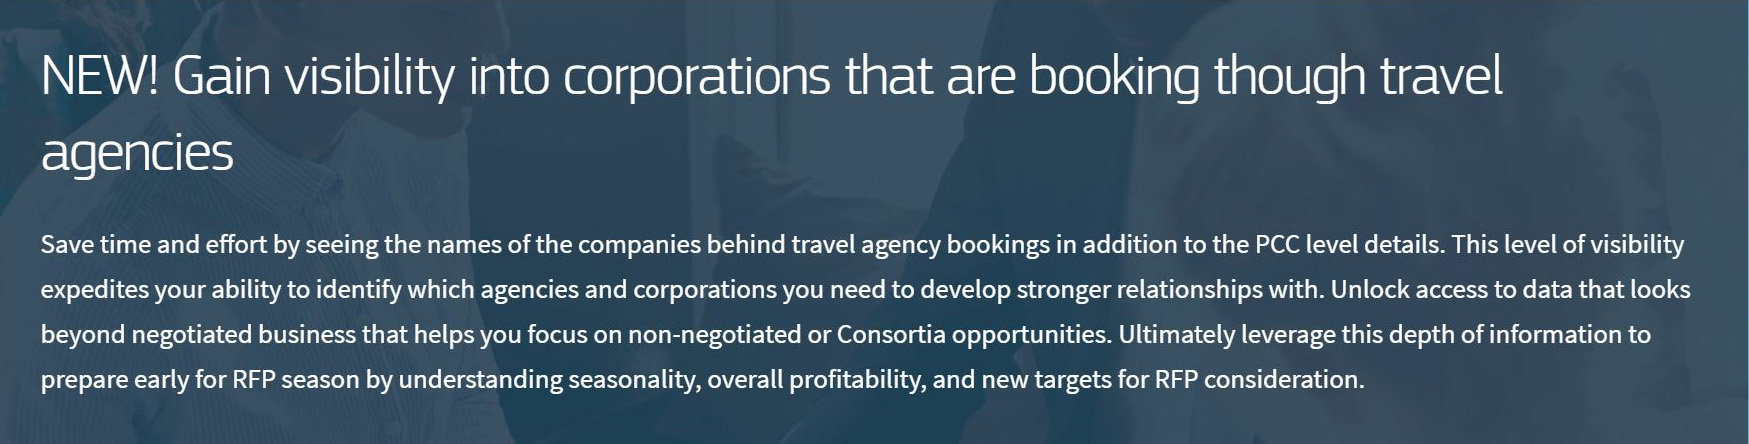 NEW! Gain visibility into corporations that are booking though travel
agencies
Save time and effort by seeing the names of the companies behind travel agency bookings in addition to the PCC level details. This level of visibility
expedites your ability to identify which agencies and corporations you need to develop stronger relationships with. Unlock access to data that looks
beyond negotiated business that helps you focus on non-negotiated or Consortia opportunities. Ultimately leverage this depth of information to
prepare early for RFP season by understanding seasonality, overall profitability, and new targets for RFP consideration.